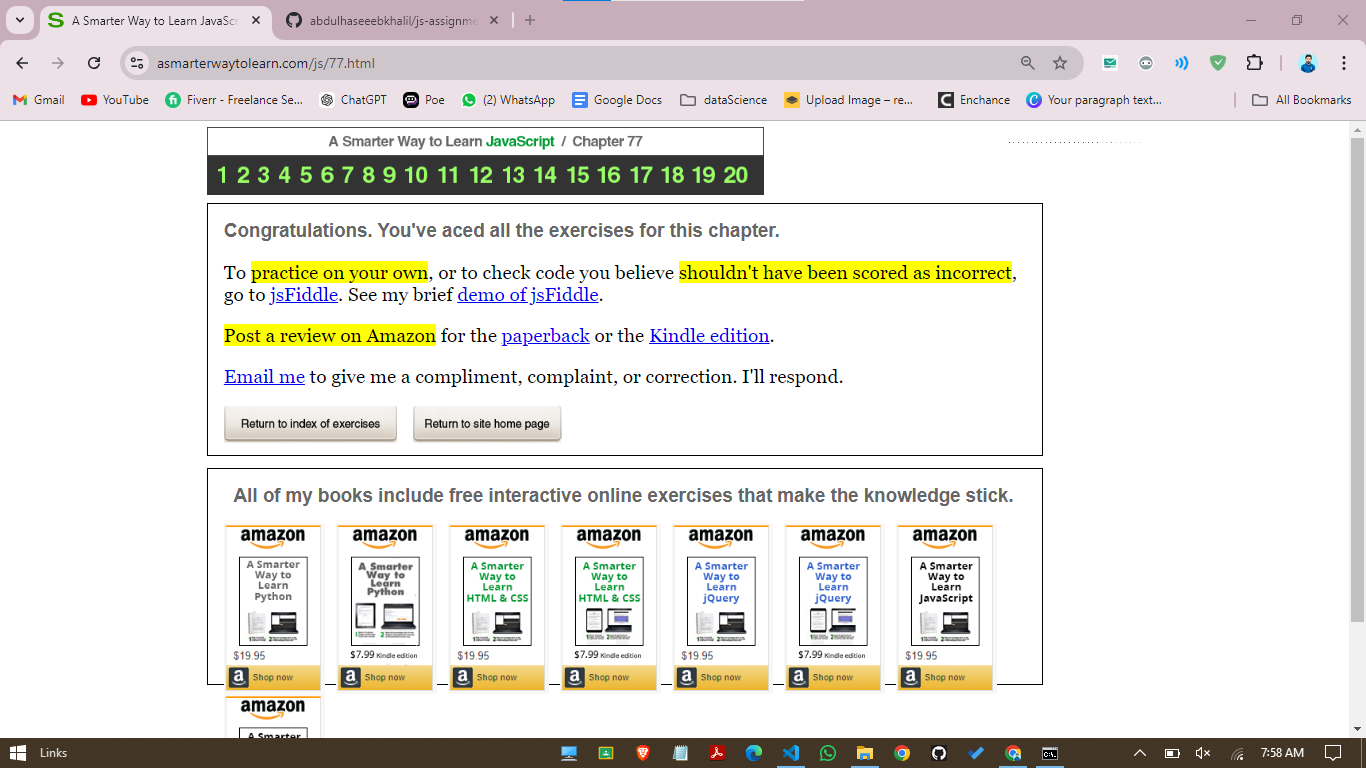 A Smarter Way to Learn JavaScr
abdulhaseeebkhalil/js-assignme
asmarterwaytolearn.com/js/77.html
Gmail YouTube Fiverr - Freelance Se... ChatGPT Poe (2) WhatsApp Google Docs dataScience Upload Image – re... Enchance Your paragraph text... All Bookmarks
A Smarter Way to Learn JavaScript / Chapter 77
1 2 3 4 5 6 7 8 9 10 11 12 13 14 15 16 17 18 19 20
Congratulations. You've aced all the exercises for this chapter.
To practice on your own, or to check code you believe shouldn't have been scored as incorrect,
go to jsFiddle. See my brief demo of jsFiddle.
Post a review on Amazon for the paperback or the Kindle edition.
Email me to give me a compliment, complaint, or correction. I'll respond.
Return to index of exercises Return to site home page
All of my books include free interactive online exercises that make the knowledge stick.
amazon
A Smarter
Way to
Learn
Python
$19.95
Shop now
amazon
A Smarter
Way to
Learn
Python
$7.99 Kindle edition
Shop now
amazon
A Smarter
Way to
Learn
HTML & CSS
$19.95
Shop now
amazon
A Smarter
Way to
Learn
HTML & CSS
$7.99 Kindle edition
Shop now
amazon
A Smarter
Way to
Learn
jQuery
$19.95
Shop now
amazon
A Smarter
Way to
Learn
jQuery
$7.99 Kindle edition
Shop now
amazon
A Smarter
Way to
Learn
JavaScript
$19.95
Shop now
amazon
A Smarter
Links
7:58 AM